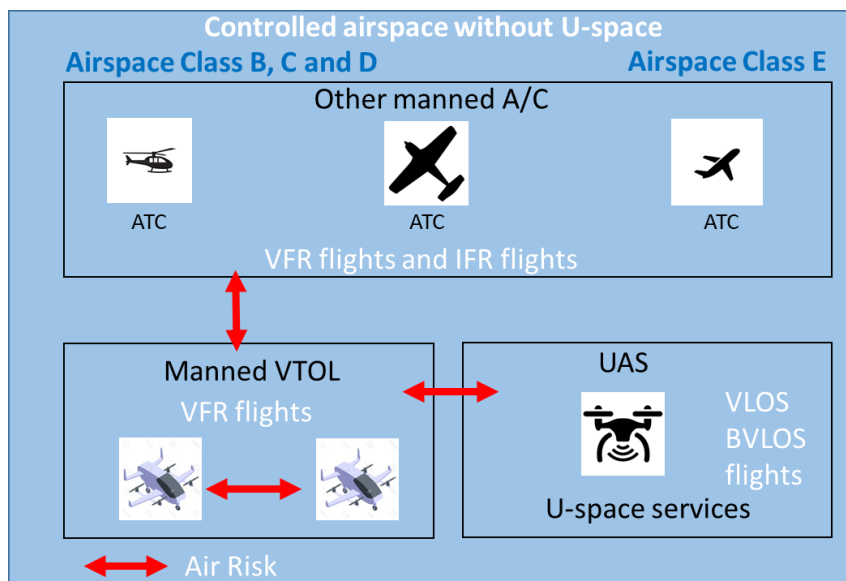 Controlled airspace without U-space
Airspace Class B, C and D
Airspace Class E
Other manned A/C
ATC
ATC
ATC
VFR flights and IFR flights
Manned VTOL
VFR flights
UAS
VLOS
BVLOS
flights
U-space services
Air Risk